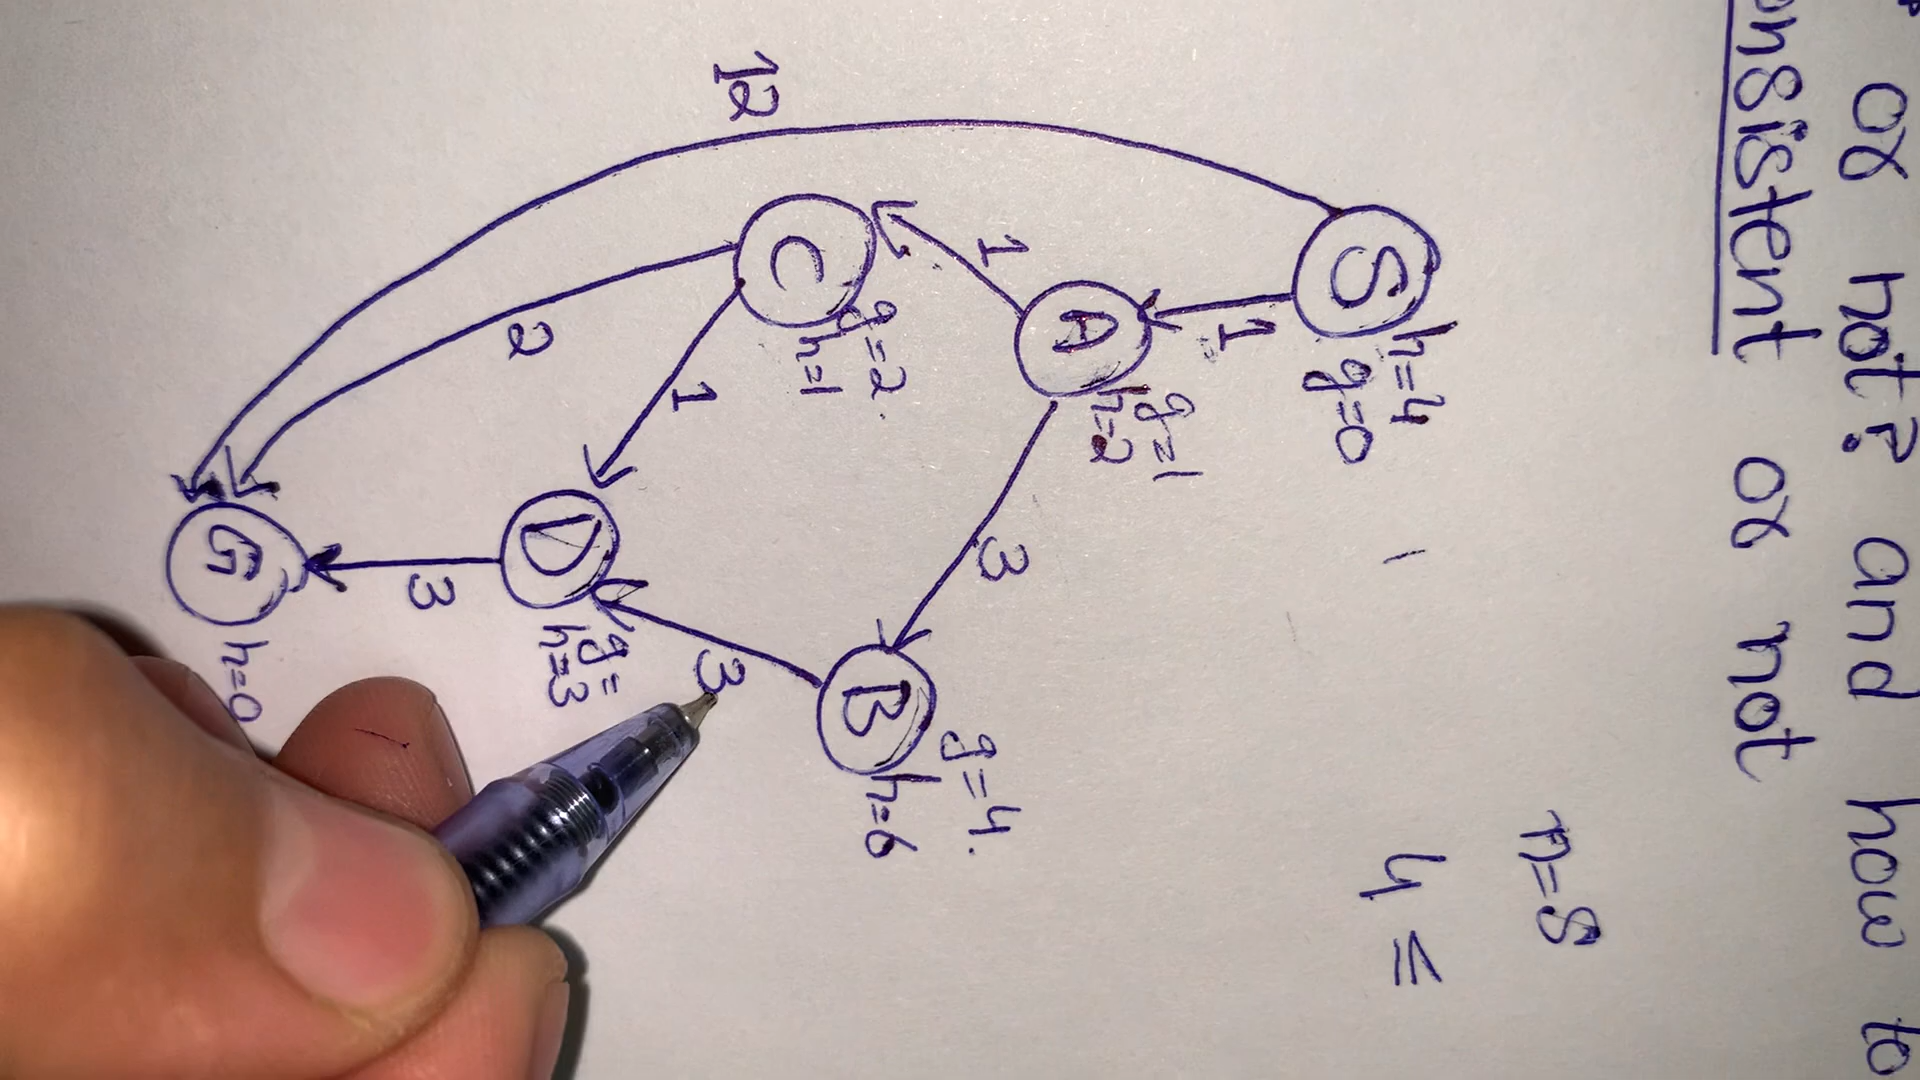 or not? and how to
onsistent or not
n=S
4 ≤
S
h=4
g=0
12
1
A
g=1
h=2
1
3
C
g=2.
h=1
B
g=4.
h=6
2
1
3
D
g=
h=3
3
G
h=0